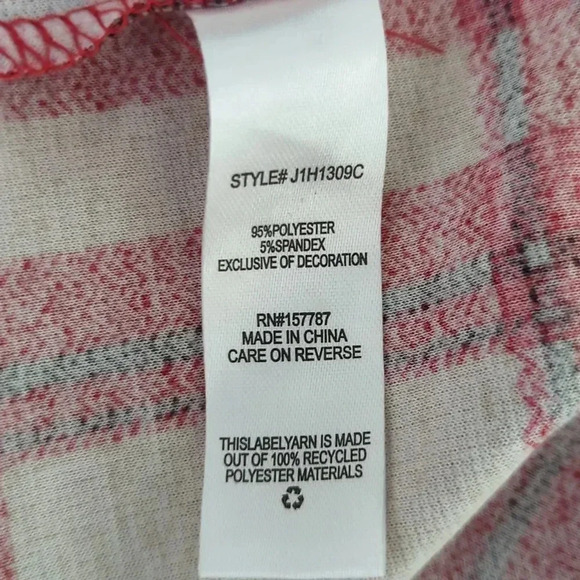 STYLE# J1H1309C
95%POLYESTER
5%SPANDEX
EXCLUSIVE OF DECORATION
RN#157787
MADE IN CHINA
CARE ON REVERSE
THISLABELYARN IS MADE
OUT OF 100% RECYCLED
POLYESTER MATERIALS